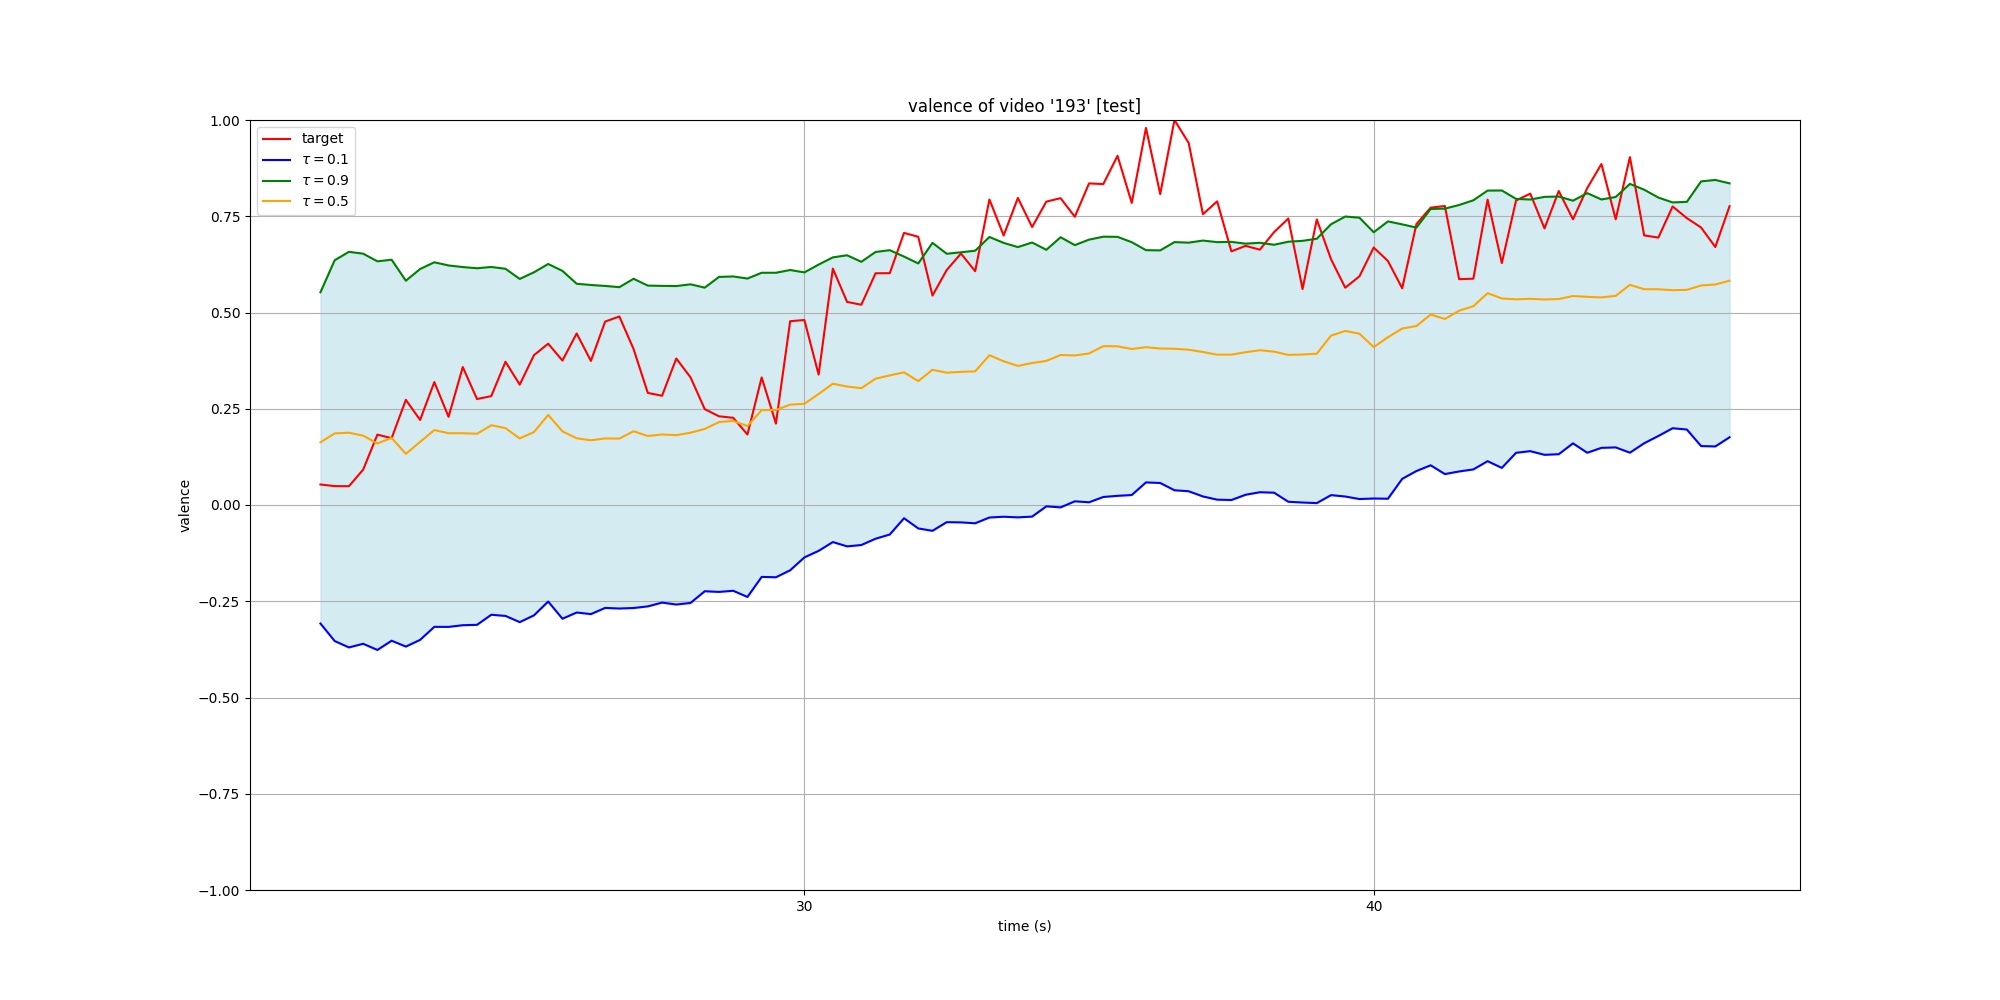 valence of video '193' [test]
target
τ = 0.1
τ = 0.9
τ = 0.5
1.00
0.75
0.50
0.25
0.00
−0.25
−0.50
−0.75
−1.00
valence
30
40
time (s)